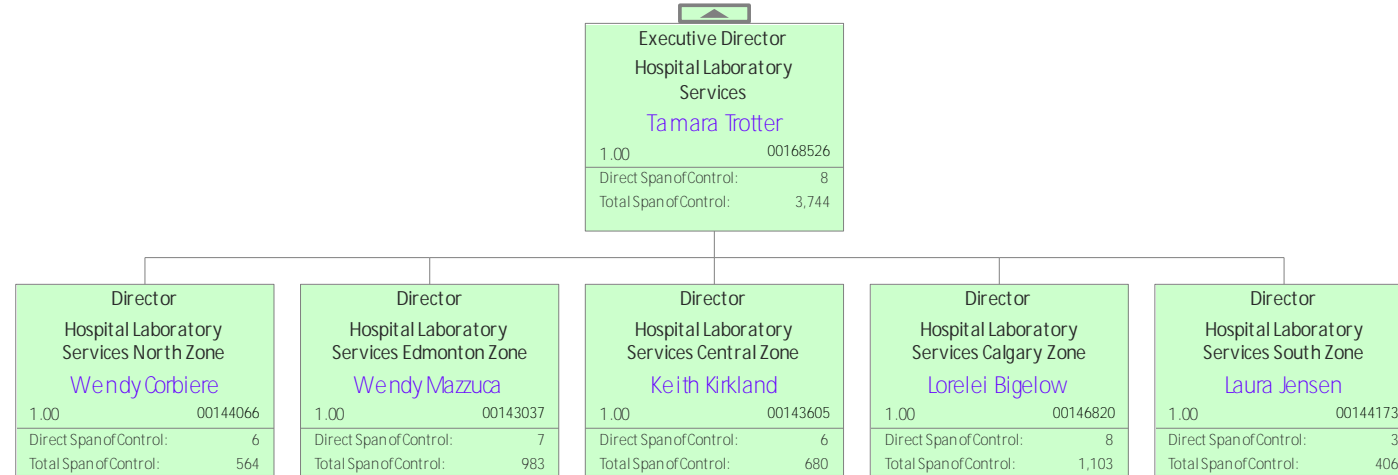 Executive Director
Hospital Laboratory
Services
Tamara Trotter
1.00 00168526
Direct Span of Control: 8
Total Span of Control: 3,744
Director
Hospital Laboratory
Services North Zone
Wendy Corbiere
1.00 00144066
Direct Span of Control: 6
Total Span of Control: 564
Director
Hospital Laboratory
Services Edmonton Zone
Wendy Mazzuca
1.00 00143037
Direct Span of Control: 7
Total Span of Control: 983
Director
Hospital Laboratory
Services Central Zone
Keith Kirkland
1.00 00143605
Direct Span of Control: 6
Total Span of Control: 680
Director
Hospital Laboratory
Services Calgary Zone
Lorelei Bigelow
1.00 00146820
Direct Span of Control: 8
Total Span of Control: 1,103
Director
Hospital Laboratory
Services South Zone
Laura Jensen
1.00 00144173
Direct Span of Control: 3
Total Span of Control: 406